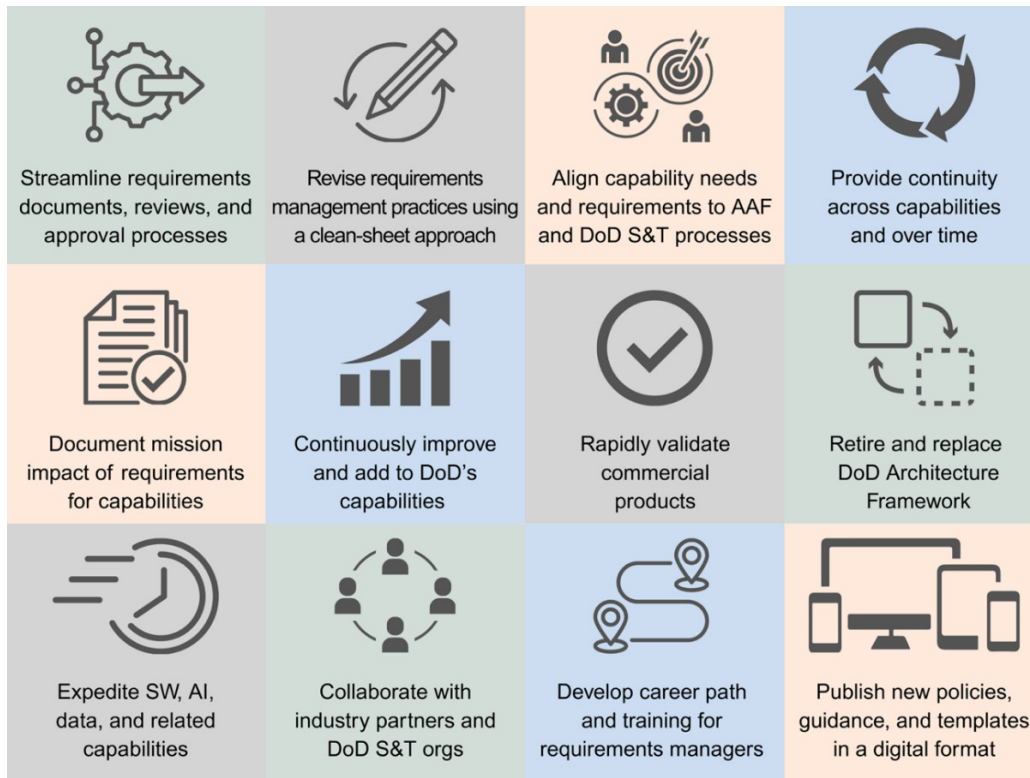 Streamline requirements
documents, reviews, and
approval processes
Revise requirements
management practices using
a clean-sheet approach
Align capability needs
and requirements to AAF
and DoD S&T processes
Provide continuity
across capabilities
and over time
Document mission
impact of requirements
for capabilities
Continuously improve
and add to DoD's
capabilities
Rapidly validate
commercial
products
Retire and replace
DoD Architecture
Framework
Expedite SW, AI,
data, and related
capabilities
Collaborate with
industry partners and
DoD S&T orgs
Develop career path
and training for
requirements managers
Publish new policies,
guidance, and templates
in a digital format